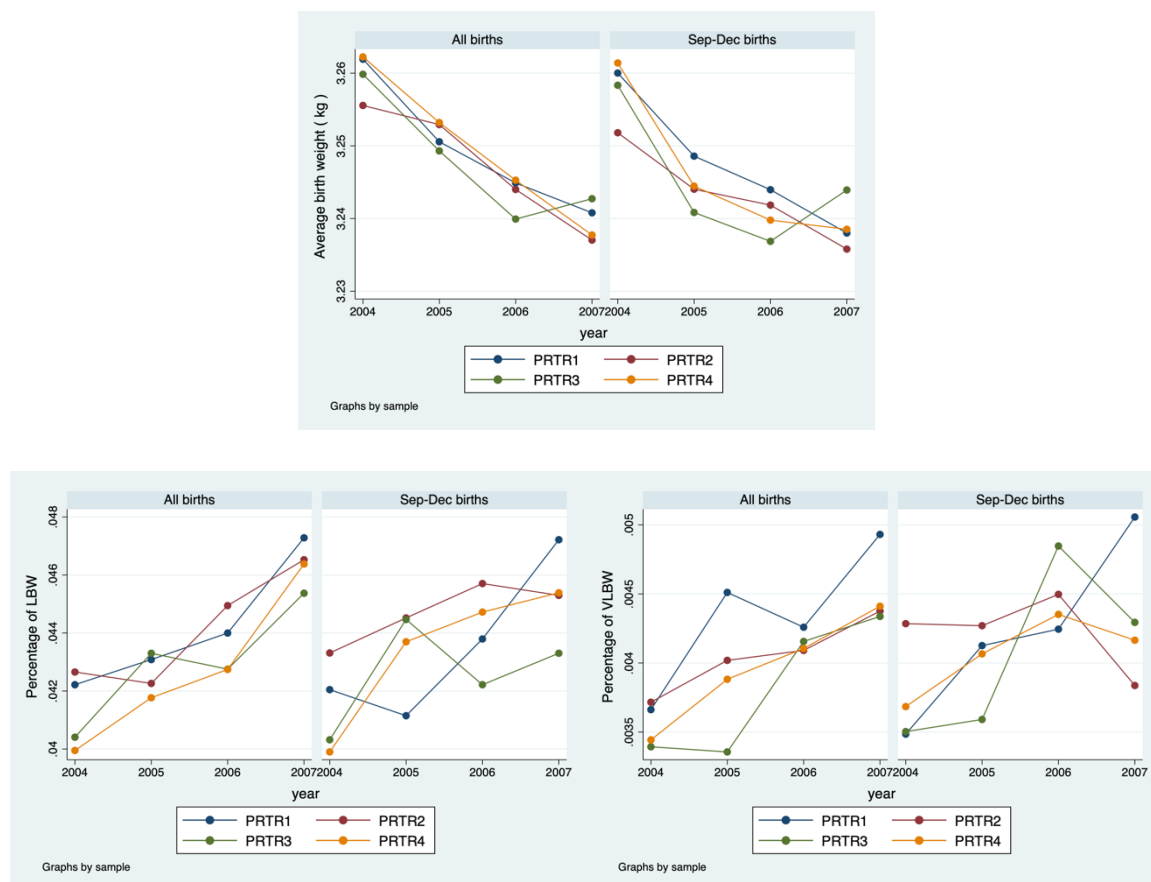 All births
Sep-Dec births
Average birth weight ( kg )
3.26
3.25
3.24
3.23
2004
2005
2006
2007
2004
2005
2006
2007
year
PRTR1
PRTR2
PRTR3
PRTR4
Graphs by sample
All births
Sep-Dec births
Percentage of LBW
.048
.046
.044
.042
.04
2004
2005
2006
2007
2004
2005
2006
2007
year
PRTR1
PRTR2
PRTR3
PRTR4
Graphs by sample
All births
Sep-Dec births
Percentage of VLBW
.005
.0045
.004
.0035
2004
2005
2006
2007
2004
2005
2006
2007
year
PRTR1
PRTR2
PRTR3
PRTR4
Graphs by sample